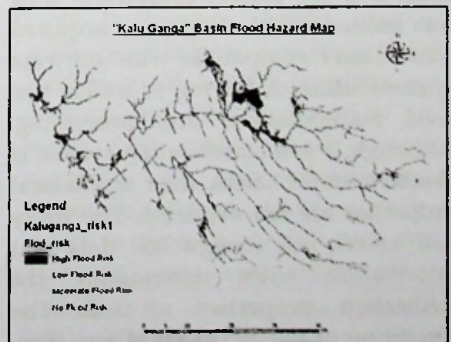 "Kalu Ganga" Basin Flood Hazard Map
Legend
Kaluganga_risk1
Flod_risk
High Flood Risk
Low Flood Risk
Moderate Flood Risk
No Flood Risk